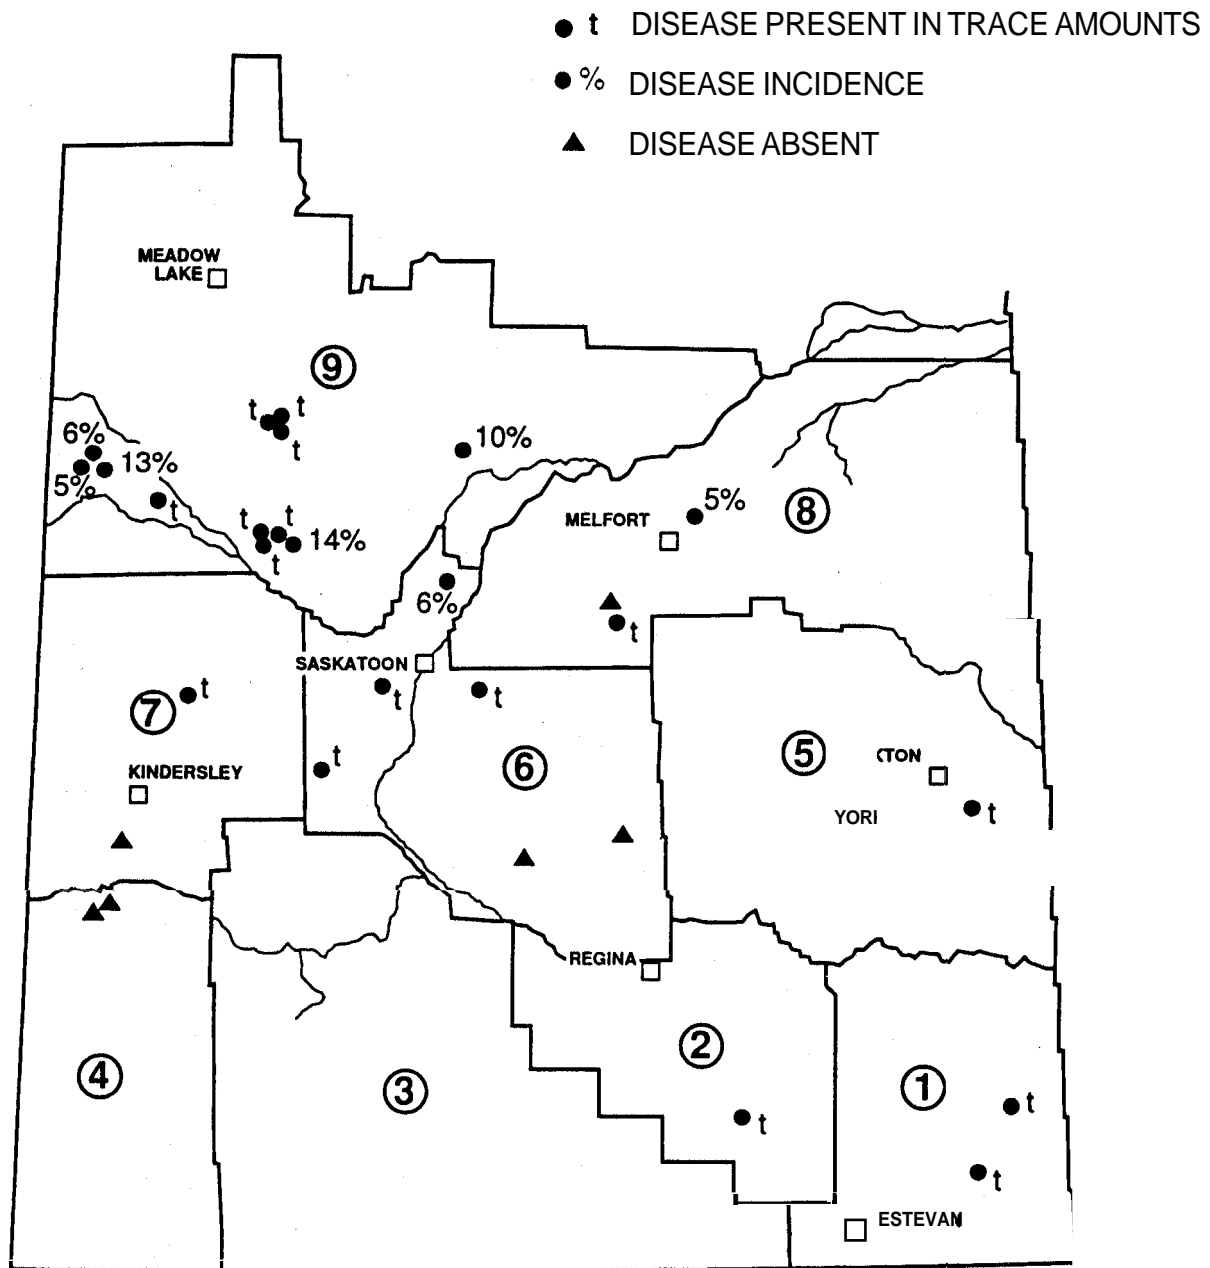 t DISEASE PRESENT IN TRACE AMOUNTS
% DISEASE INCIDENCE
DISEASE ABSENT
MEADOW
LAKE
9
t t
t
6%
13%
5%
t
10%
t t
14%
t
5%
MELFORT
8
6%
t
SASKATOON
t
t
7
t
t
6
5
KINDERSLEY
(TON
YORI
t
REGINA
2
4
3
1
t
t
t
ESTEVAN